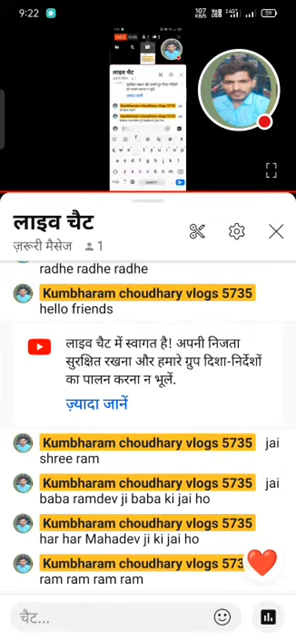 9:22
107 KB/S
लाइव चैट
लाइव चैट
ज़रूरी मैसेज 1
radhe radhe radhe
Kumbharam choudhary vlogs 5735
hello friends
लाइव चैट में स्वागत है! अपनी निजता
सुरक्षित रखना और हमारे ग्रुप दिशा-निर्देशों
का पालन करना न भूलें.
ज़्यादा जानें
Kumbharam choudhary vlogs 5735 jai
shree ram
Kumbharam choudhary vlogs 5735 jai
baba ramdev ji baba ki jai ho
Kumbharam choudhary vlogs 5735
har har Mahadev ji ki jai ho
Kumbharam choudhary vlogs 573
ram ram ram ram
चैट...